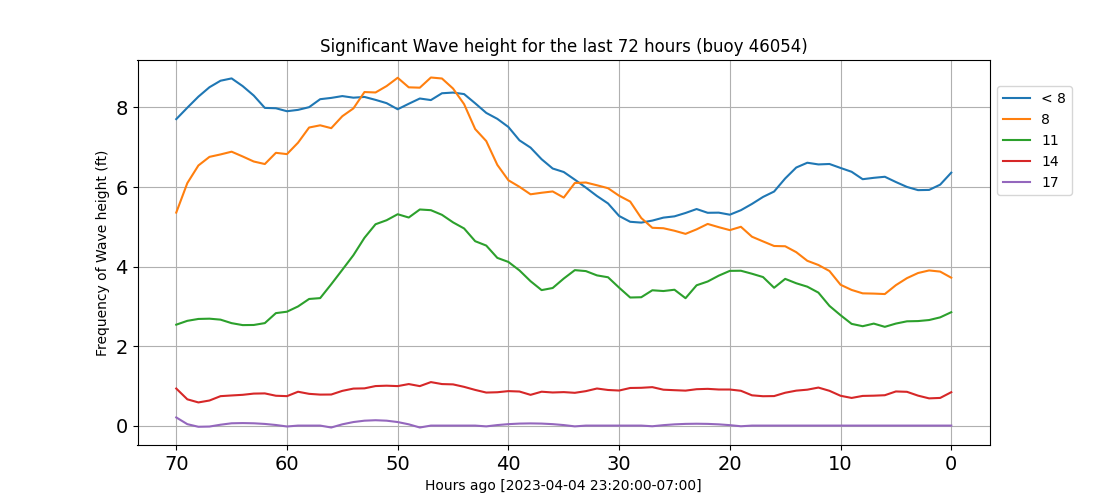 Significant Wave height for the last 72 hours (buoy 46054)
Frequency of Wave height (ft)
8
6
4
2
0
70 60 50 40 30 20 10 0
Hours ago [2023-04-04 23:20:00-07:00]
< 8
8
11
14
17